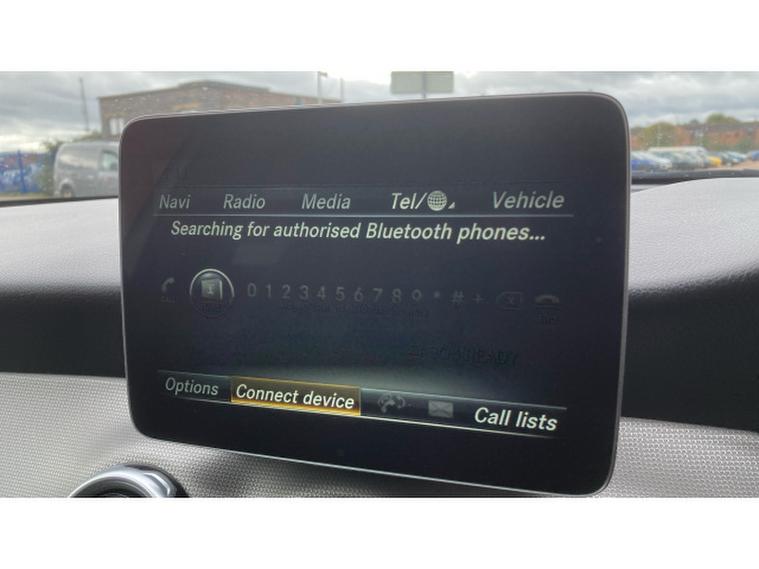 Navi Radio Media Tel/ Vehicle
Searching for authorised Bluetooth phones...
0 1 2 3 4 5 6 7 8 9 * # +
Options Connect device Call lists